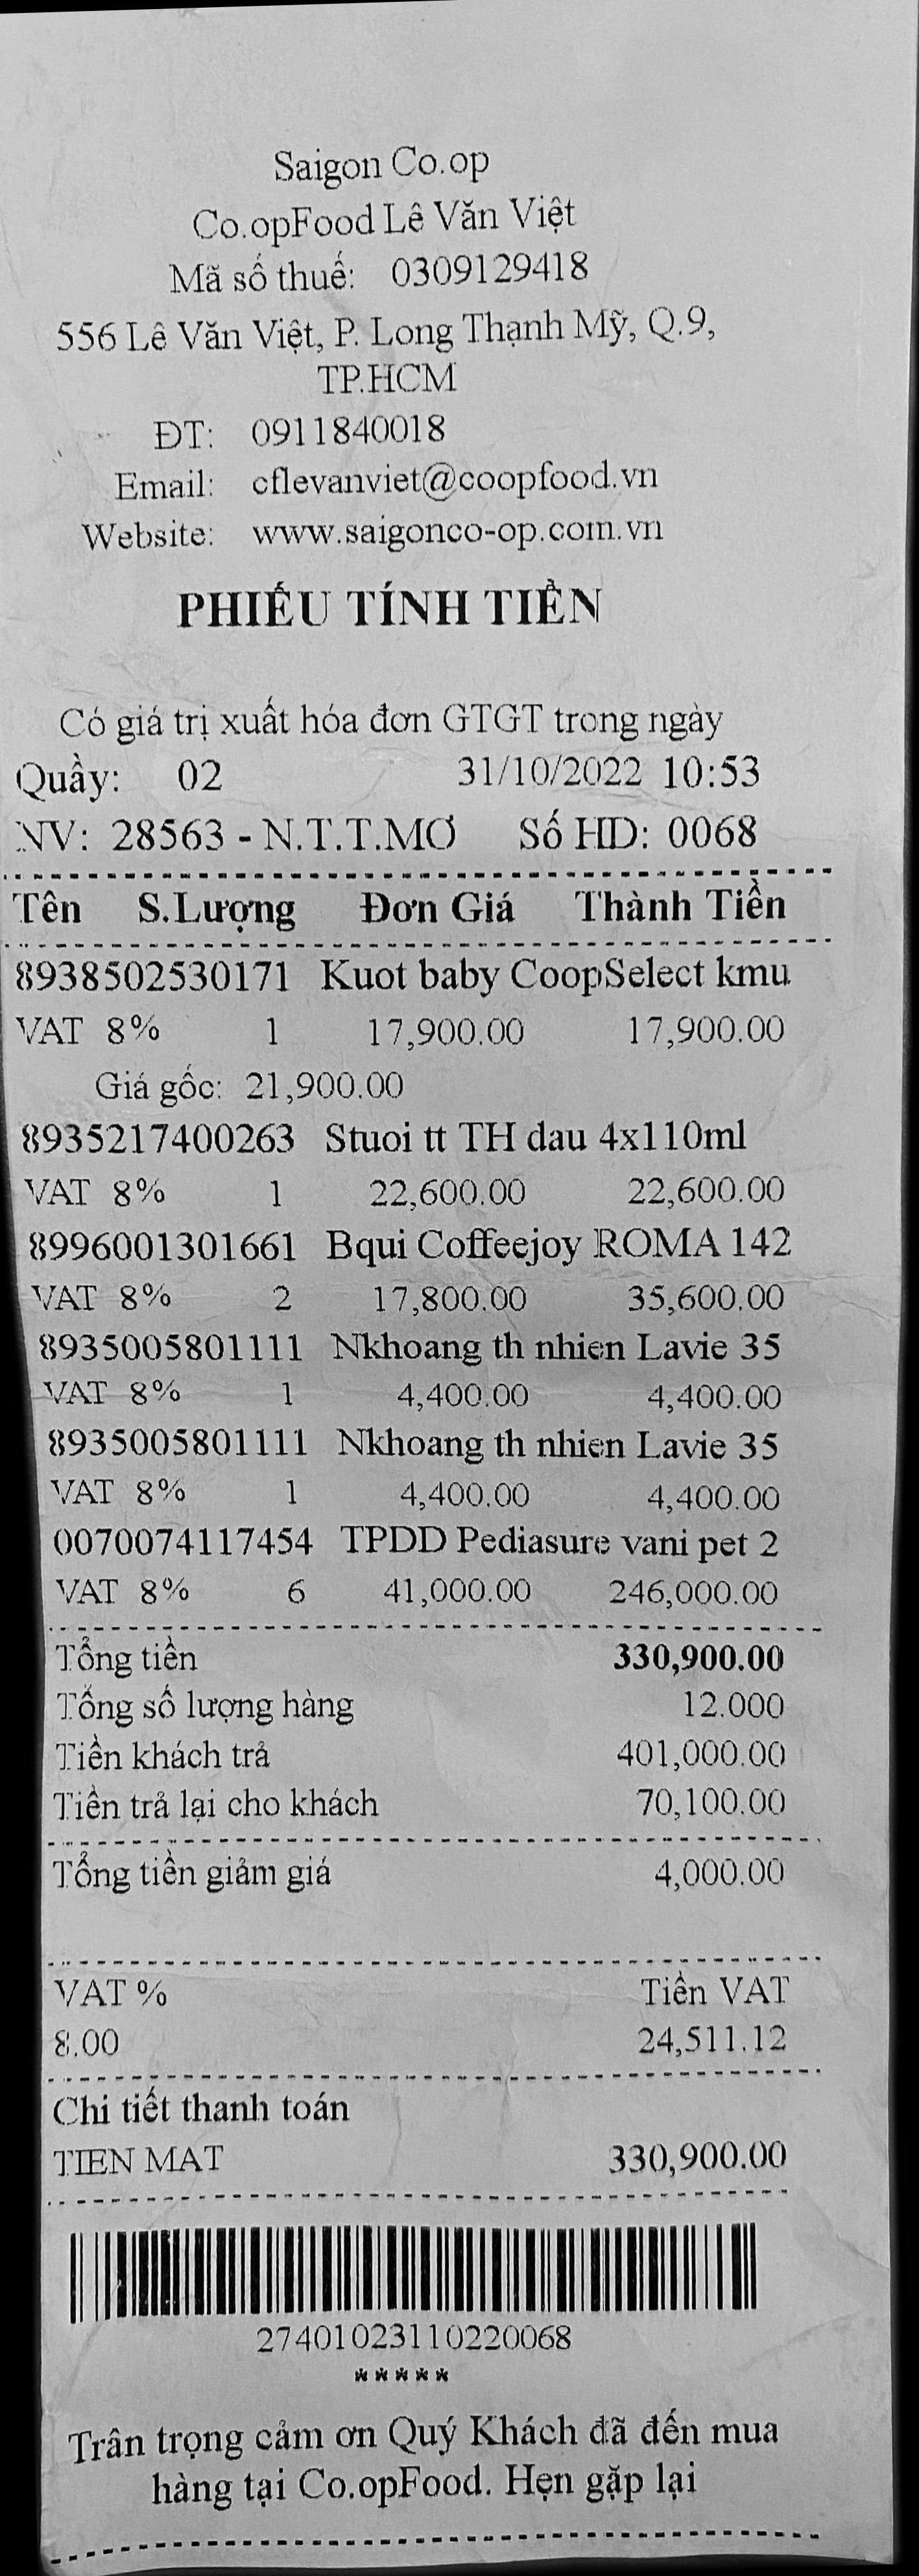 Saigon Co.op
Co.opFood Lê Văn Việt
Mã số thuế: 0309129418
556 Lê Văn Việt, P. Long Thạnh Mỹ, Q.9,
TP.HCM
ĐT: 0911840018
Email: cflevanviet@coopfood.vn
Website: www.saigonco-op.com.vn
PHIẾU TÍNH TIỀN
Có giá trị xuất hóa đơn GTGT trong ngày
Quầy: 02 31/10/2022 10:53
NV: 28563 - N.T.T.MƠ Số HD: 0068
Tên S.Lượng Đơn Giá Thành Tiền
8938502530171 Kuot baby CoopSelect kmu
VAT 8% 1 17,900.00 17,900.00
Giá gốc: 21,900.00
8935217400263 Stuoi tt TH dau 4x110ml
VAT 8% 1 22,600.00 22,600.00
8996001301661 Bqui Coffeejoy ROMA 142
VAT 8% 2 17,800.00 35,600.00
8935005801111 Nkhoang th nhien Lavie 35
VAT 8% 1 4,400.00 4,400.00
8935005801111 Nkhoang th nhien Lavie 35
VAT 8% 1 4,400.00 4,400.00
0070074117454 TPDD Pediasure vani pet 2
VAT 8% 6 41,000.00 246,000.00
Tổng tiền 330,900.00
Tổng số lượng hàng 12.000
Tiền khách trả 401,000.00
Tiền trả lại cho khách 70,100.00
Tổng tiền giảm giá 4,000.00
VAT % Tiền VAT
8.00 24,511.12
Chi tiết thanh toán
TIEN MAT 330,900.00
27401023110220068
*****
Trân trọng cảm ơn Quý Khách đã đến mua
hàng tại Co.opFood. Hẹn gặp lại